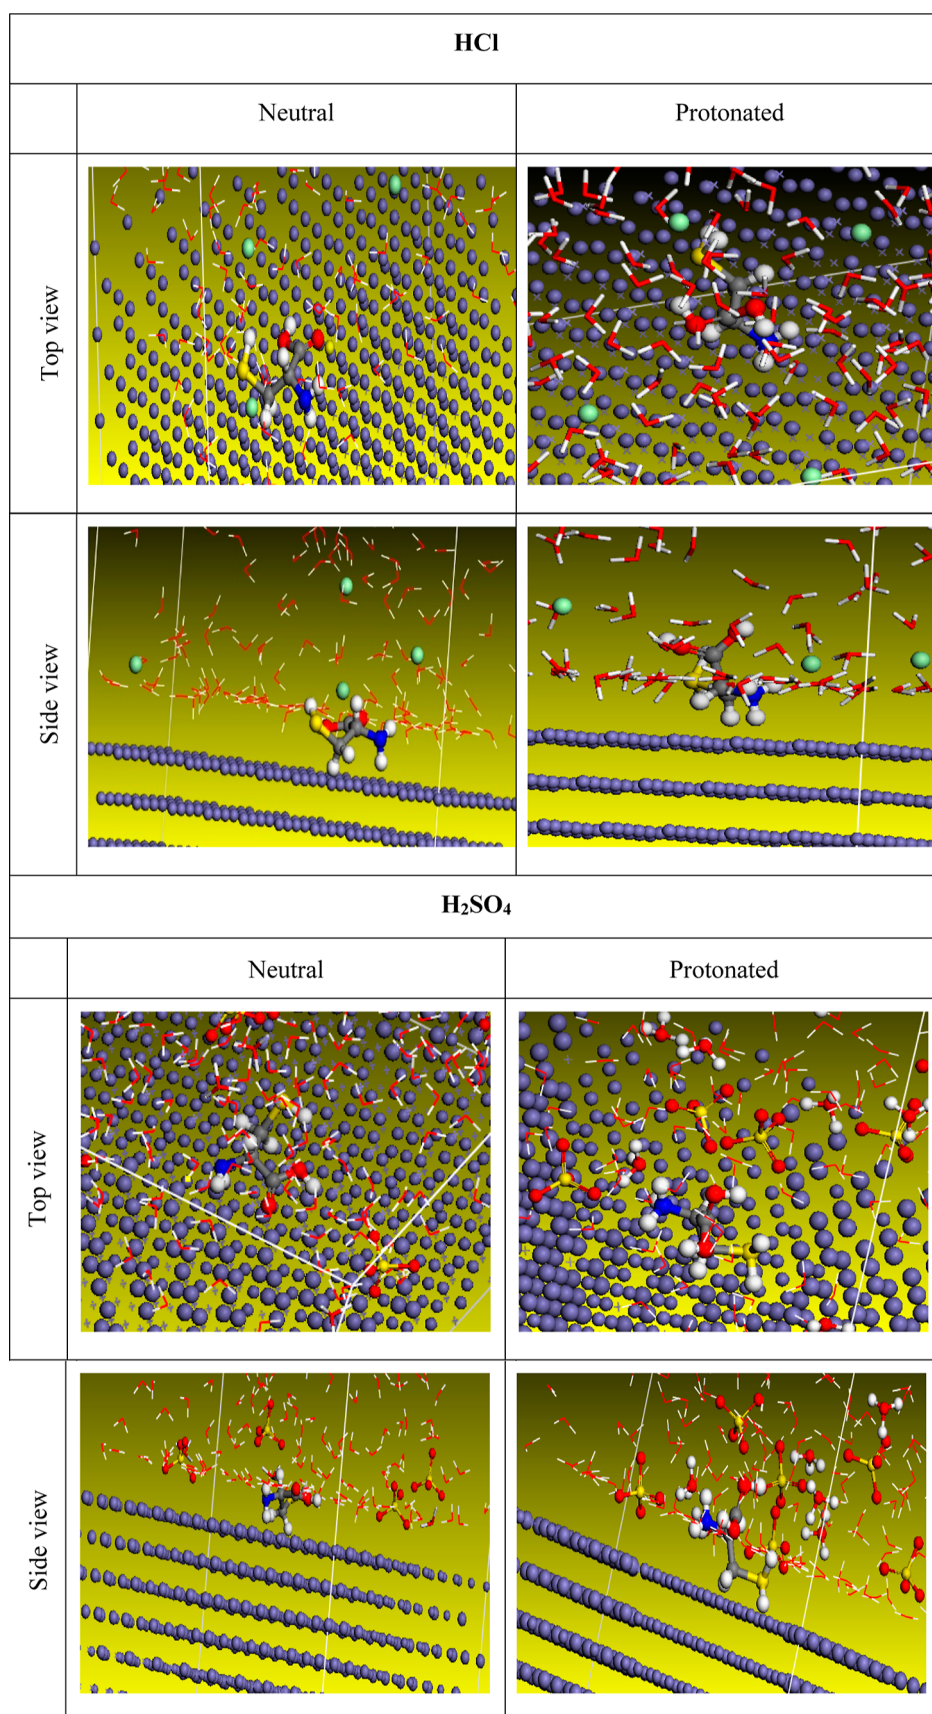 HCl
Neutral Protonated
Top view
Side view
H₂SO₄
Neutral Protonated
Top view
Side view